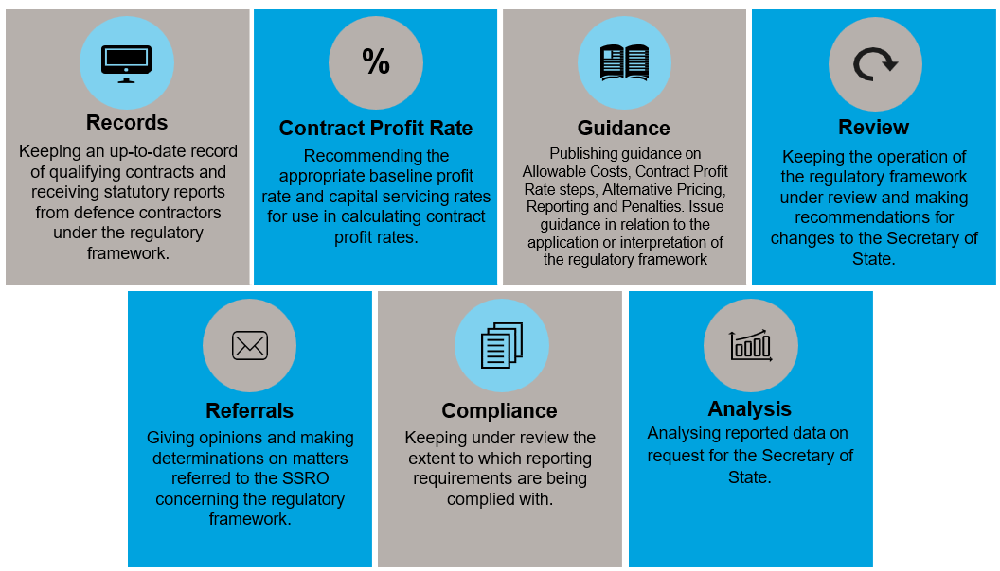 Records
Keeping an up-to-date record
of qualifying contracts and
receiving statutory reports
from defence contractors
under the regulatory
framework.
%
Contract Profit Rate
Recommending the
appropriate baseline profit
rate and capital servicing rates
for use in calculating contract
profit rates.
Guidance
Publishing guidance on
Allowable Costs, Contract Profit
Rate steps, Alternative Pricing,
Reporting and Penalties. Issue
guidance in relation to the
application or interpretation of
the regulatory framework
Review
Keeping the operation of
the regulatory framework
under review and making
recommendations for
changes to the Secretary of
State.
Referrals
Giving opinions and making
determinations on matters
referred to the SSRO
concerning the regulatory
framework.
Compliance
Keeping under review the
extent to which reporting
requirements are being
complied with.
Analysis
Analysing reported data on
request for the Secretary of
State.